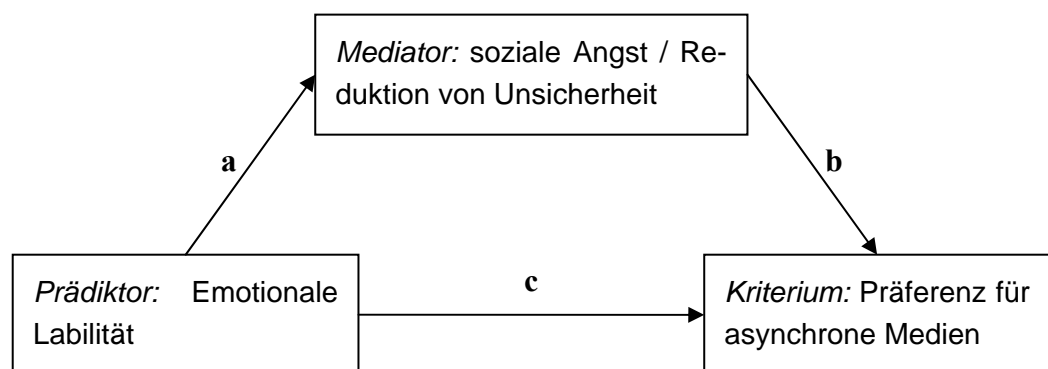 Mediator: soziale Angst / Re-
duktion von Unsicherheit
a
b
Prädiktor: Emotionale
Labilität
c
Kriterium: Präferenz für
asynchrone Medien